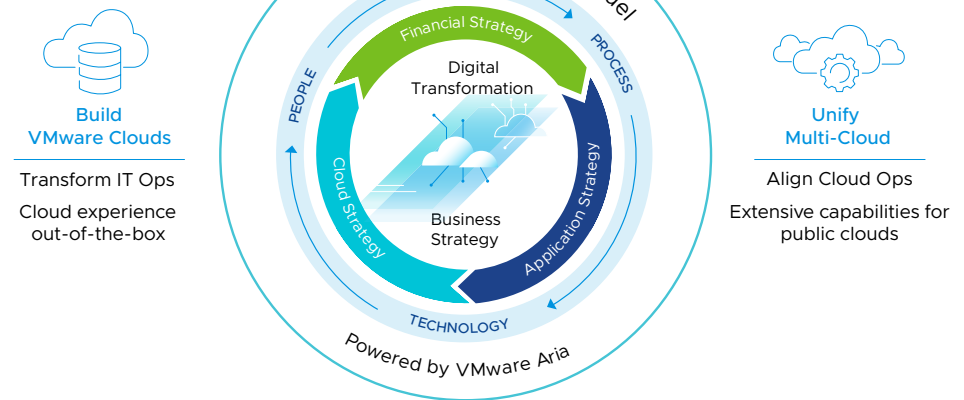 Financial Strategy
PROCESS
PEOPLE
Digital
Transformation
Build
VMware Clouds
Unify
Multi-Cloud
Transform IT Ops
Cloud experience
out-of-the-box
Cloud Strategy
Application Strategy
Align Cloud Ops
Extensive capabilities for
public clouds
Business
Strategy
TECHNOLOGY
Powered by VMware Aria